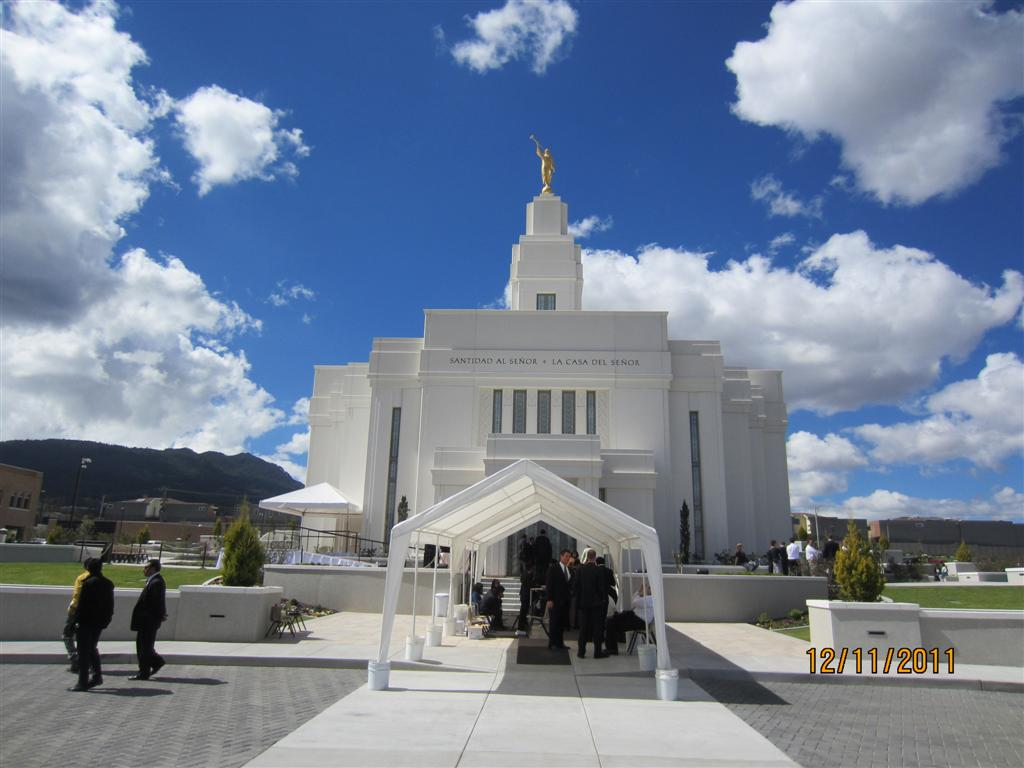 SANTIDAD AL SEÑOR • LA CASA DEL SEÑOR
12/11/2011